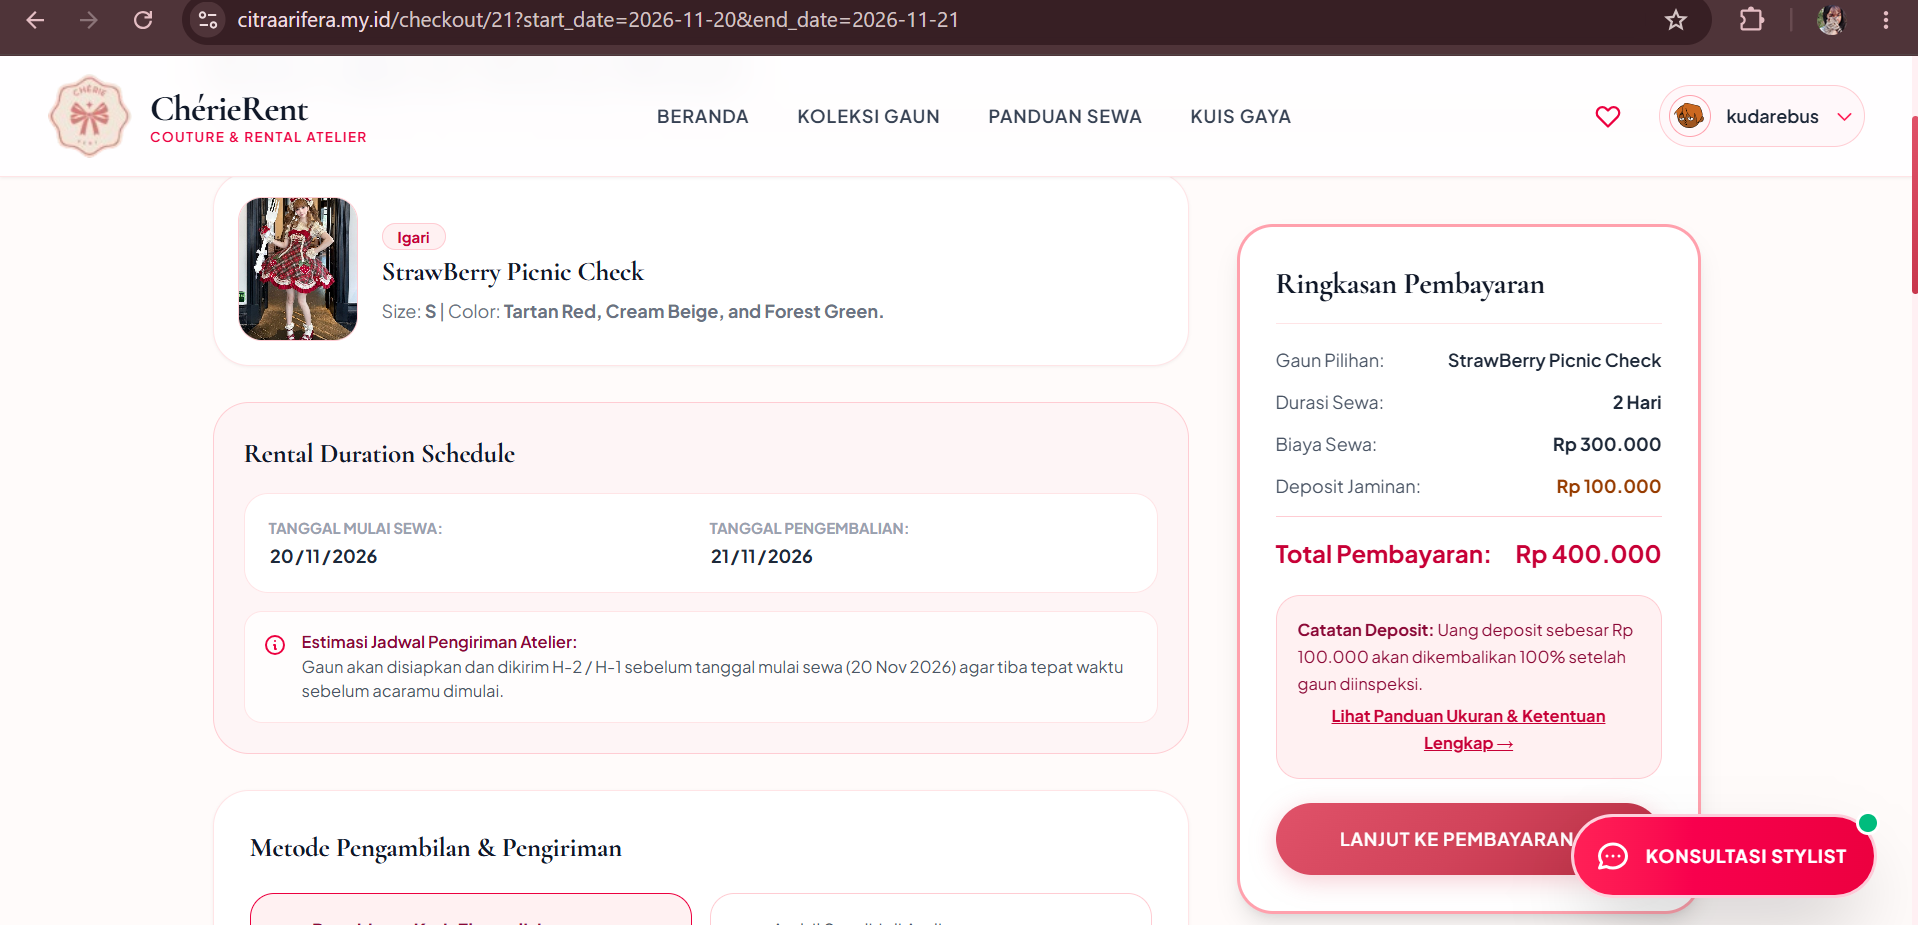 citraarifera.my.id/checkout/21?start_date=2026-11-20&end_date=2026-11-21
CHÉRIE
ChérieRent
COUTURE & RENTAL ATELIER
BERANDA
KOLEKSI GAUN
PANDUAN SEWA
KUIS GAYA
kudarebus
Igari
StrawBerry Picnic Check
Size: S | Color: Tartan Red, Cream Beige, and Forest Green.
Rental Duration Schedule
TANGGAL MULAI SEWA:
20/11/2026
TANGGAL PENGEMBALIAN:
21/11/2026
Estimasi Jadwal Pengiriman Atelier:
Gaun akan disiapkan dan dikirim H-2 / H-1 sebelum tanggal mulai sewa (20 Nov 2026) agar tiba tepat waktu
sebelum acaramu dimulai.
Metode Pengambilan & Pengiriman
Ringkasan Pembayaran
Gaun Pilihan: StrawBerry Picnic Check
Durasi Sewa: 2 Hari
Biaya Sewa: Rp 300.000
Deposit Jaminan: Rp 100.000
Total Pembayaran: Rp 400.000
Catatan Deposit: Uang deposit sebesar Rp
100.000 akan dikembalikan 100% setelah
gaun diinspeksi.
Lihat Panduan Ukuran & Ketentuan
Lengkap →
LANJUT KE PEMBAYARAN
KONSULTASI STYLIST